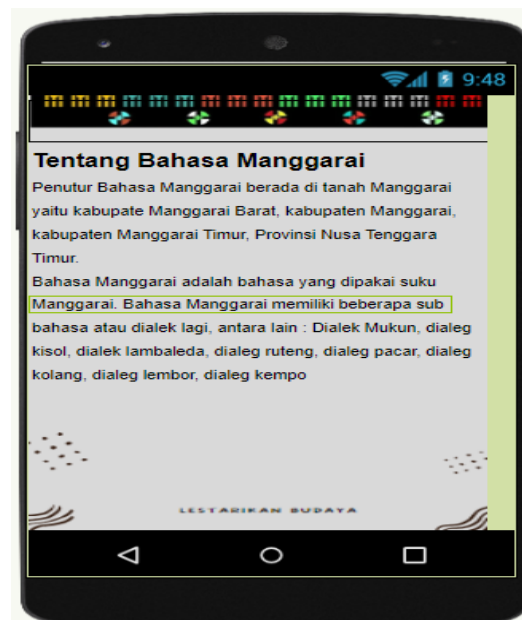 9:48
Tentang Bahasa Manggarai
Penutur Bahasa Manggarai berada di tanah Manggarai
yaitu kabupate Manggarai Barat, kabupaten Manggarai,
kabupaten Manggarai Timur, Provinsi Nusa Tenggara
Timur.
Bahasa Manggarai adalah bahasa yang dipakai suku
Manggarai. Bahasa Manggarai memiliki beberapa sub
bahasa atau dialek lagi, antara lain : Dialek Mukun, dialeg
kisol, dialek lambaleda, dialeg ruteng, dialeg pacar, dialeg
kolang, dialeg lembor, dialeg kempo
LESTARIKAN BUDAYA